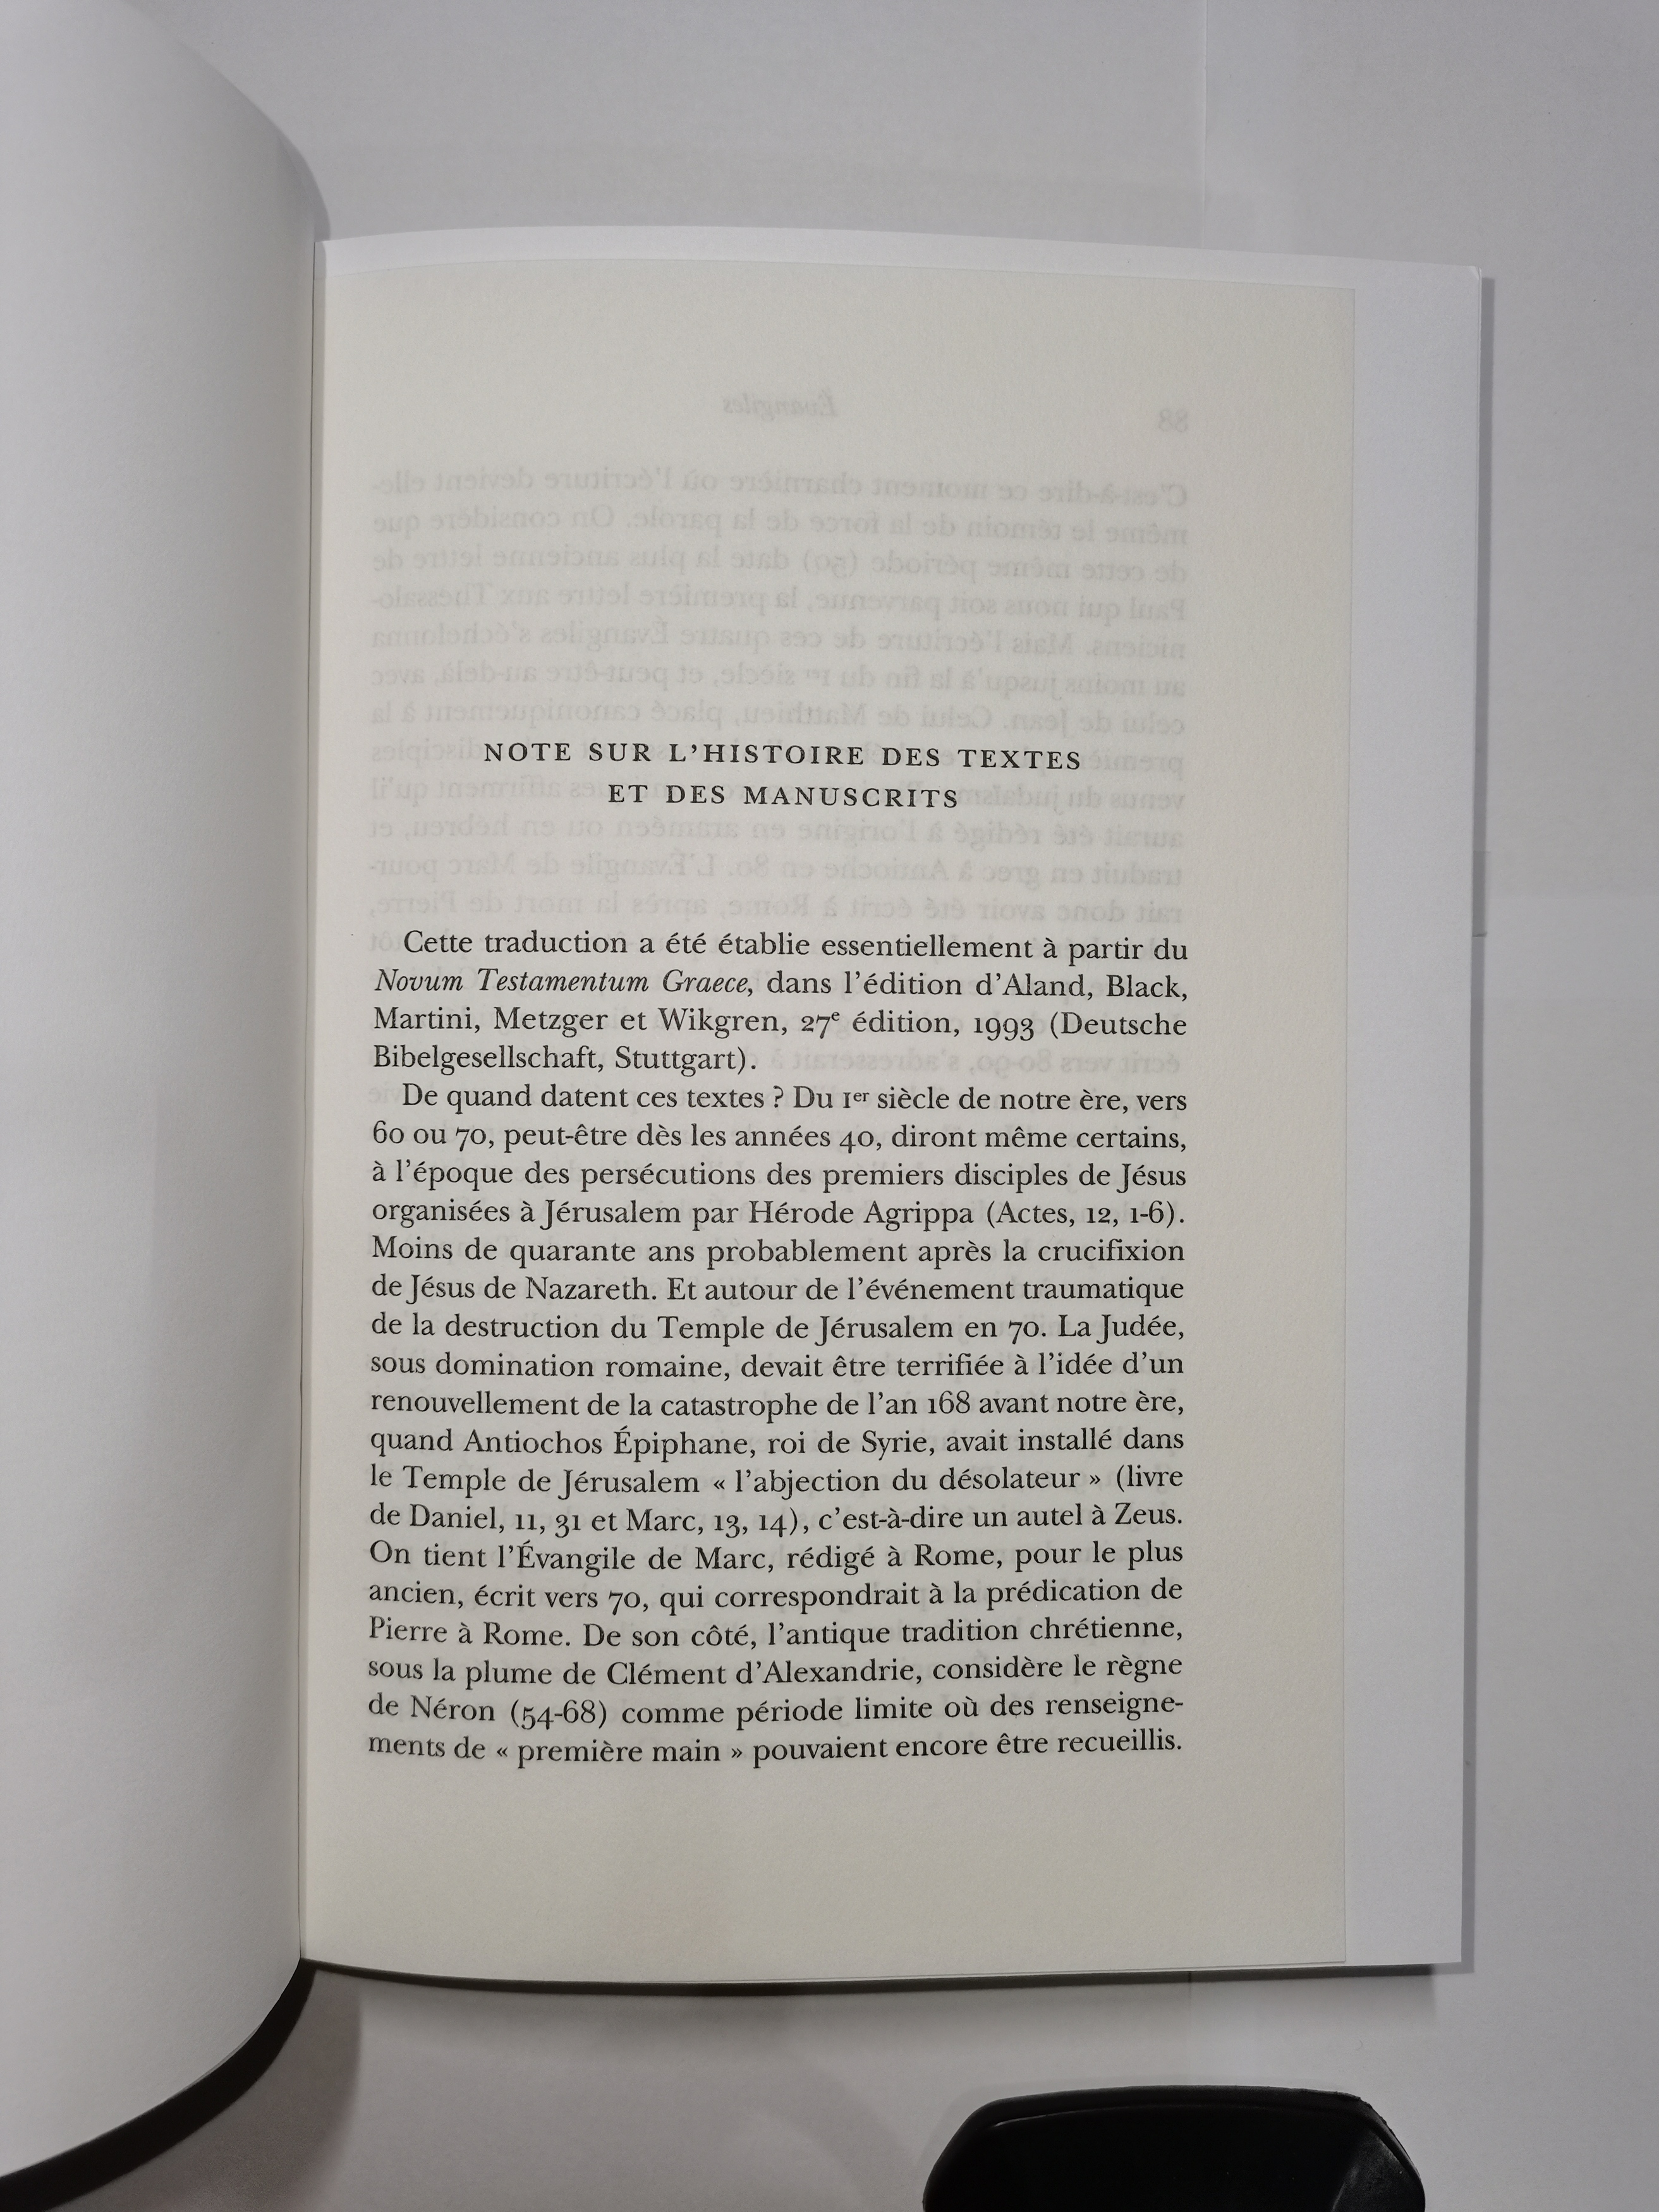 NOTE SUR L’HISTOIRE DES TEXTES
ET DES MANUSCRITS
Cette traduction a été établie essentiellement à partir du
Novum Testamentum Graece, dans l’édition d’Aland, Black,
Martini, Metzger et Wikgren, 27e édition, 1993 (Deutsche
Bibelgesellschaft, Stuttgart).
De quand datent ces textes ? Du Ier siècle de notre ère, vers
60 ou 70, peut-être dès les années 40, diront même certains,
à l’époque des persécutions des premiers disciples de Jésus
organisées à Jérusalem par Hérode Agrippa (Actes, 12, 1-6).
Moins de quarante ans probablement après la crucifixion
de Jésus de Nazareth. Et autour de l’événement traumatique
de la destruction du Temple de Jérusalem en 70. La Judée,
sous domination romaine, devait être terrifiée à l’idée d’un
renouvellement de la catastrophe de l’an 168 avant notre ère,
quand Antiochos Épiphane, roi de Syrie, avait installé dans
le Temple de Jérusalem « l’abjection du désolateur » (livre
de Daniel, 11, 31 et Marc, 13, 14), c’est-à-dire un autel à Zeus.
On tient l’Évangile de Marc, rédigé à Rome, pour le plus
ancien, écrit vers 70, qui correspondrait à la prédication de
Pierre à Rome. De son côté, l’antique tradition chrétienne,
sous la plume de Clément d’Alexandrie, considère le règne
de Néron (54-68) comme période limite où des renseigne-
ments de « première main » pouvaient encore être recueillis.